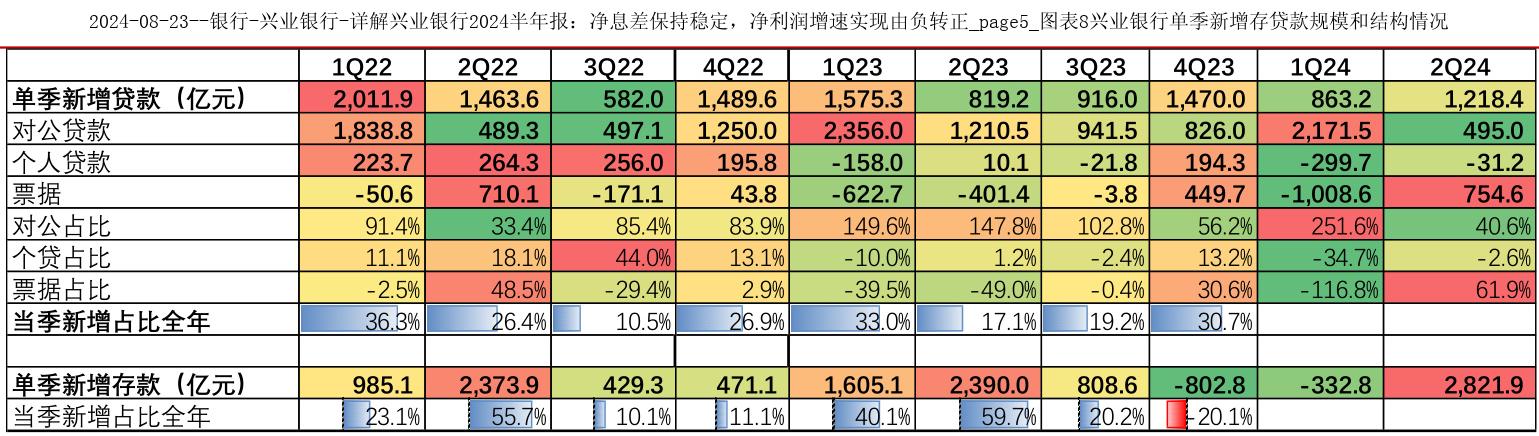 2024-08-23--银行-兴业银行-详解兴业银行2024半年报：净息差保持稳定，净利润增速实现由负转正_page5_图表8兴业银行单季新增存贷款规模和结构情况
1Q22 2Q22 3Q22 4Q22 1Q23 2Q23 3Q23 4Q23 1Q24 2Q24
单季新增贷款（亿元） 2,011.9 1,463.6 582.0 1,489.6 1,575.3 819.2 916.0 1,470.0 863.2 1,218.4
对公贷款 1,838.8 489.3 497.1 1,250.0 2,356.0 1,210.5 941.5 826.0 2,171.5 495.0
个人贷款 223.7 264.3 256.0 195.8 -158.0 10.1 -21.8 194.3 -299.7 -31.2
票据 -50.6 710.1 -171.1 43.8 -622.7 -401.4 -3.8 449.7 -1,008.6 754.6
对公占比 91.4% 33.4% 85.4% 83.9% 149.6% 147.8% 102.8% 56.2% 251.6% 40.6%
个贷占比 11.1% 18.1% 44.0% 13.1% -10.0% 1.2% -2.4% 13.2% -34.7% -2.6%
票据占比 -2.5% 48.5% -29.4% 2.9% -39.5% -49.0% -0.4% 30.6% -116.8% 61.9%
当季新增占比全年 36.3% 26.4% 10.5% 26.9% 33.0% 17.1% 19.2% 30.7%
单季新增存款（亿元） 985.1 2,373.9 429.3 471.1 1,605.1 2,390.0 808.6 -802.8 -332.8 2,821.9
当季新增占比全年 23.1% 55.7% 10.1% 11.1% 40.1% 59.7% 20.2% -20.1%